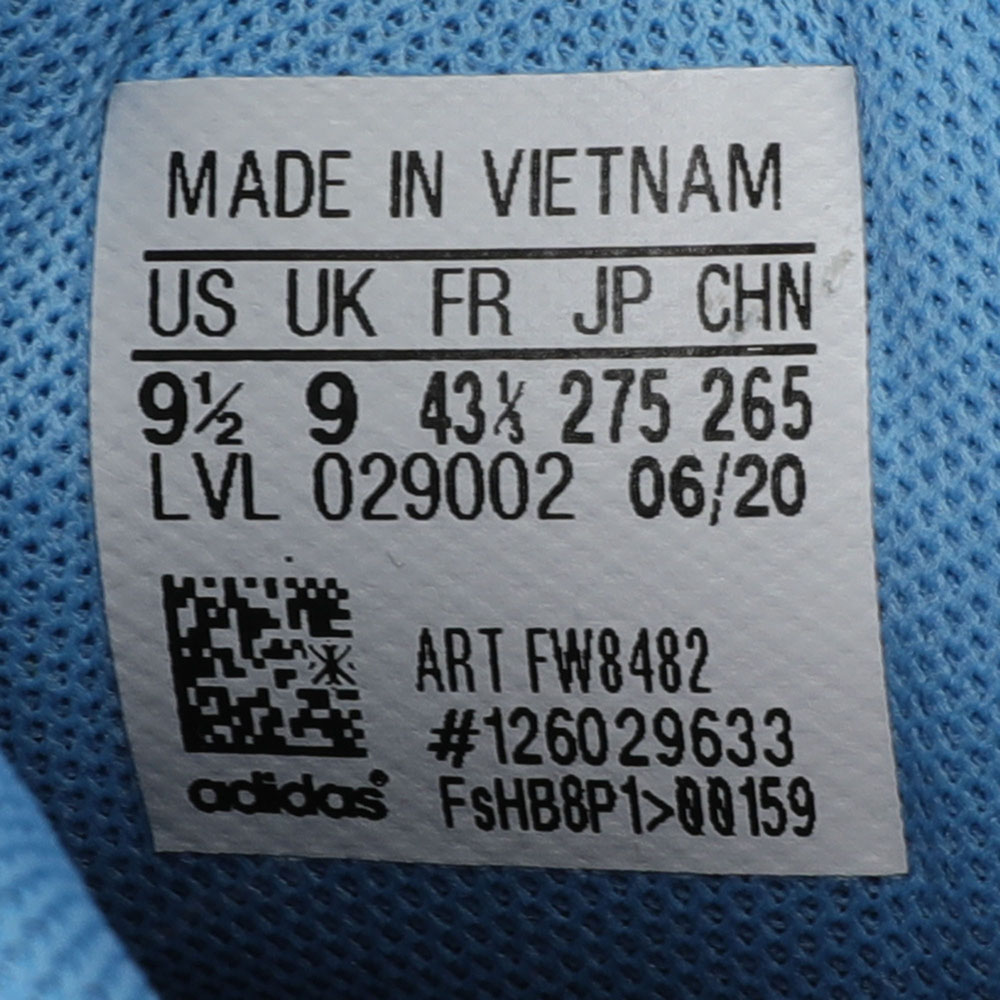 MADE IN VIETNAM
US UK FR JP CHN
9½ 9 43⅓ 275 265
LVL 029002 06/20
ART FW8482
#126029633
adidas®
FsHB8P1>00159